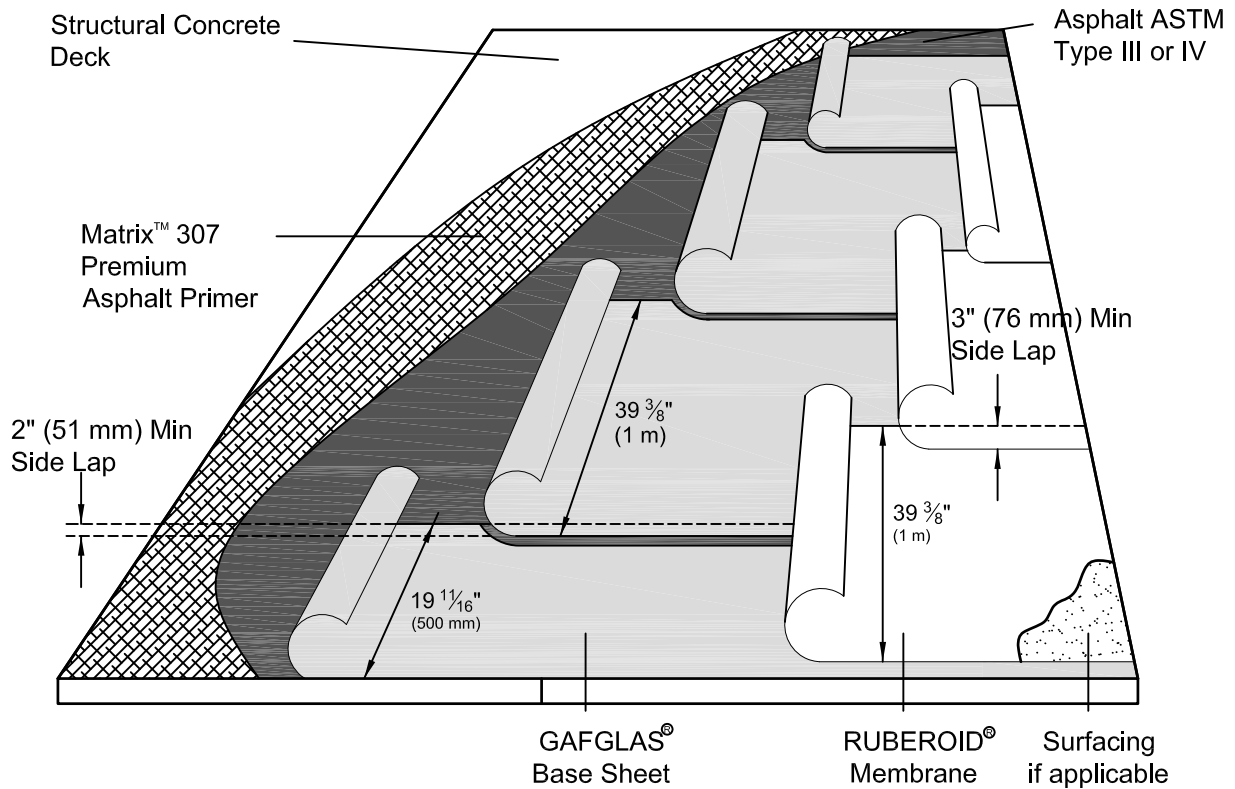 Structural Concrete
Deck
Asphalt ASTM
Type III or IV
Matrix™ 307
Premium
Asphalt Primer
3" (76 mm) Min
Side Lap
2" (51 mm) Min
Side Lap
39 ⅜"
(1 m)
39 ⅜"
(1 m)
19 11⁄16"
(500 mm)
GAFGLAS®
Base Sheet
RUBEROID®
Membrane
Surfacing
if applicable